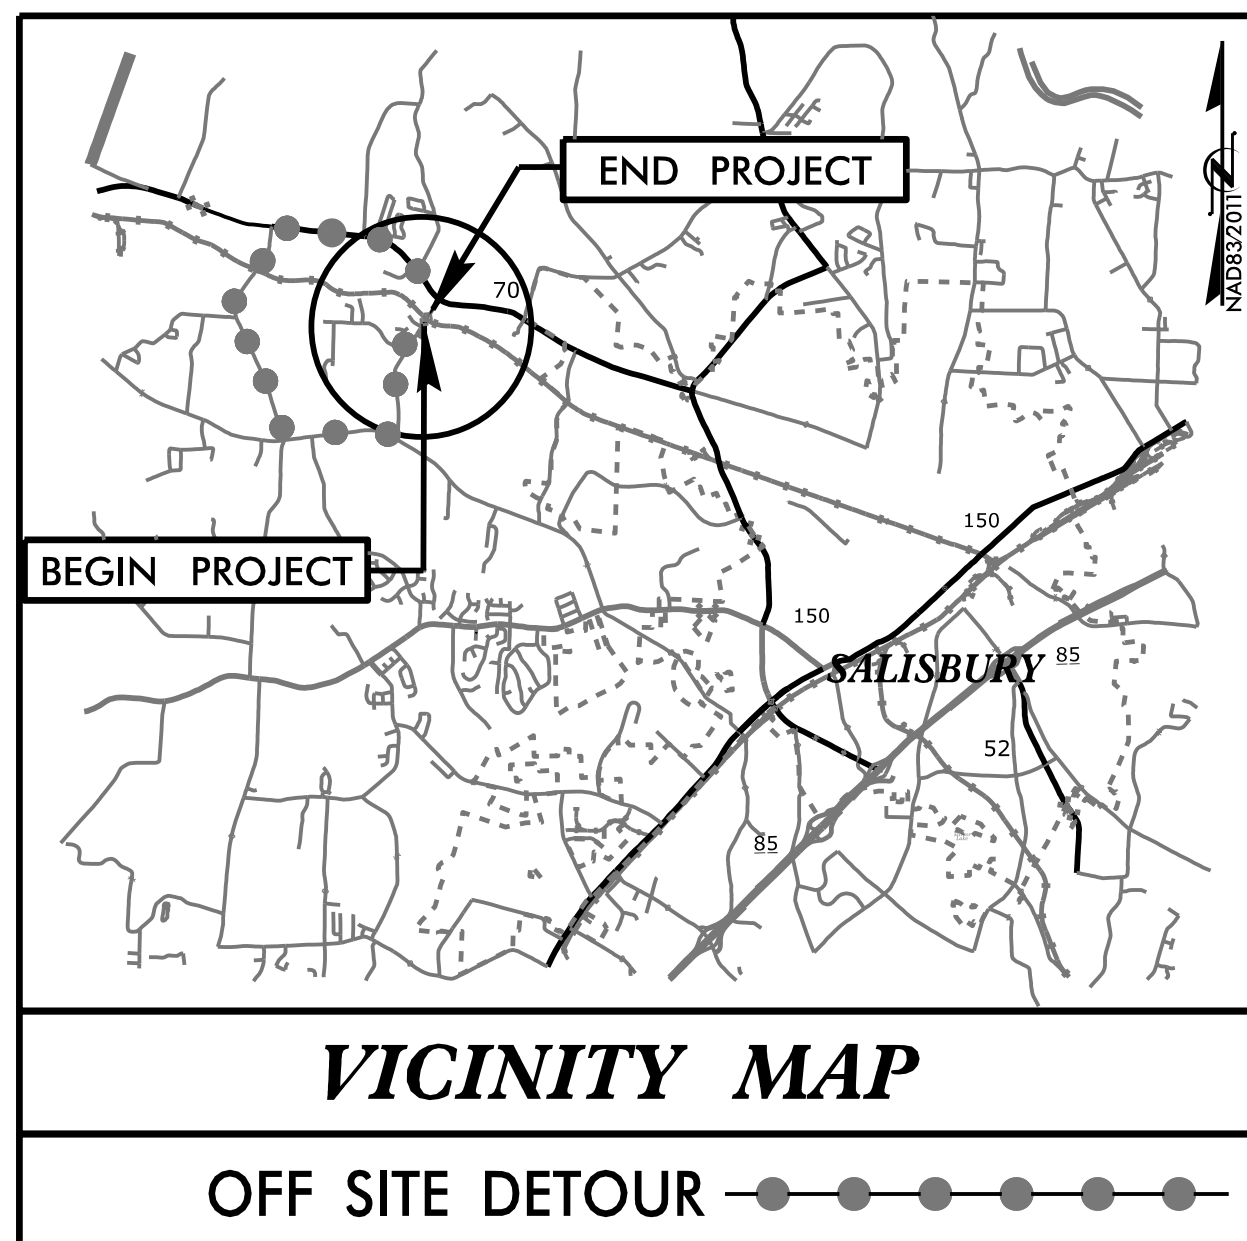 END PROJECT
NAD83/2011
N
70
BEGIN PROJECT
150
150
SALISBURY
85
52
85
VICINITY MAP
OFF SITE DETOUR